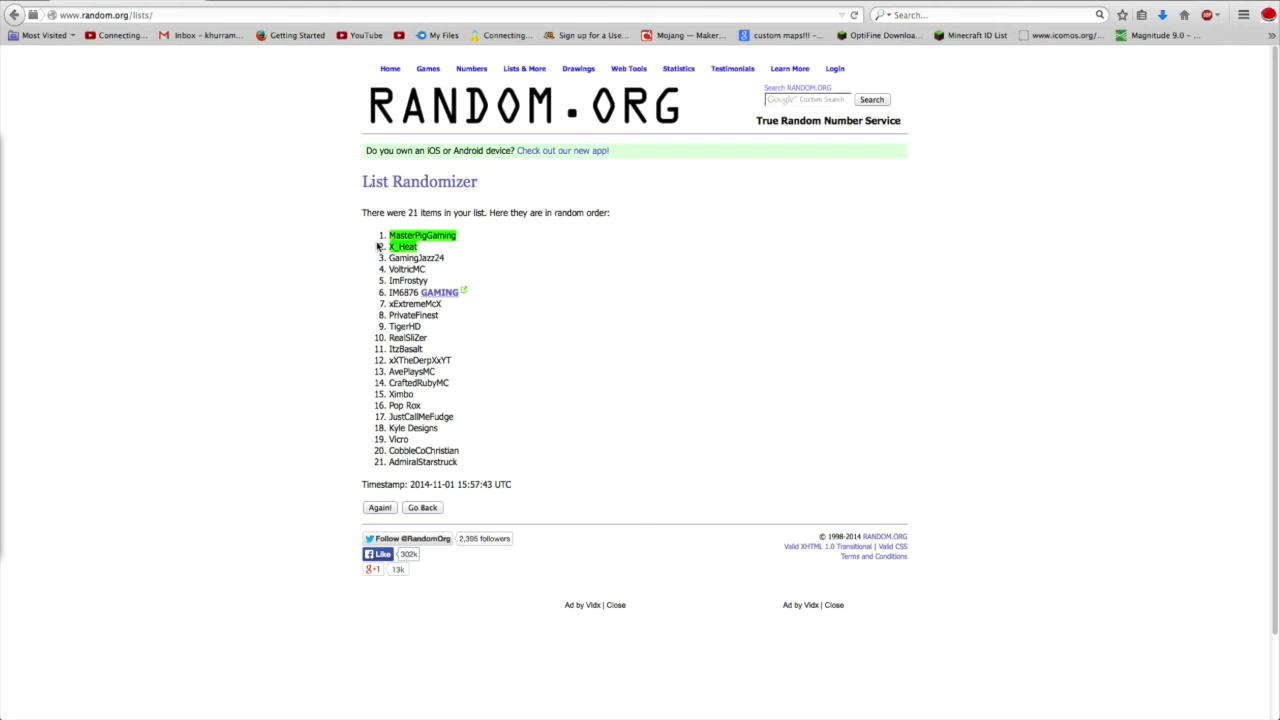 www.random.org/lists/
Search...
Most Visited
Connecting...
Inbox - khurram...
Getting Started
YouTube
My Files
Connecting...
Sign up for a Use...
Mojang — Maker...
custom maps!!! -...
OptiFine Downloa...
Minecraft ID List
www.icomos.org/...
Magnitude 9.0 - ...
Home Games Numbers Lists & More Drawings Web Tools Statistics Testimonials Learn More Login
Search RANDOM.ORG
Google™ Custom Search
Search
RANDOM.ORG
True Random Number Service
Do you own an iOS or Android device? Check out our new app!
List Randomizer
There were 21 items in your list. Here they are in random order:
1. MasterPigGaming
2. X_Heat
3. GamingJazz24
4. VoltricMC
5. ImFrostyy
6. IM6876 GAMING
7. xExtremeMcX
8. PrivateFinest
9. TigerHD
10. RealSliZer
11. ItzBasalt
12. xXTheDerpXxYT
13. AvePlaysMC
14. CraftedRubyMC
15. Ximbo
16. Pop Rox
17. JustCallMeFudge
18. Kyle Designs
19. Vicro
20. CobbleCoChristian
21. AdmiralStarstruck
Timestamp: 2014-11-01 15:57:43 UTC
Again! Go Back
Follow @RandomOrg 2,395 followers
Like 302k
g+1 13k
© 1998-2014 RANDOM.ORG
Valid XHTML 1.0 Transitional | Valid CSS
Terms and Conditions
Ad by Vidx | Close
Ad by Vidx | Close